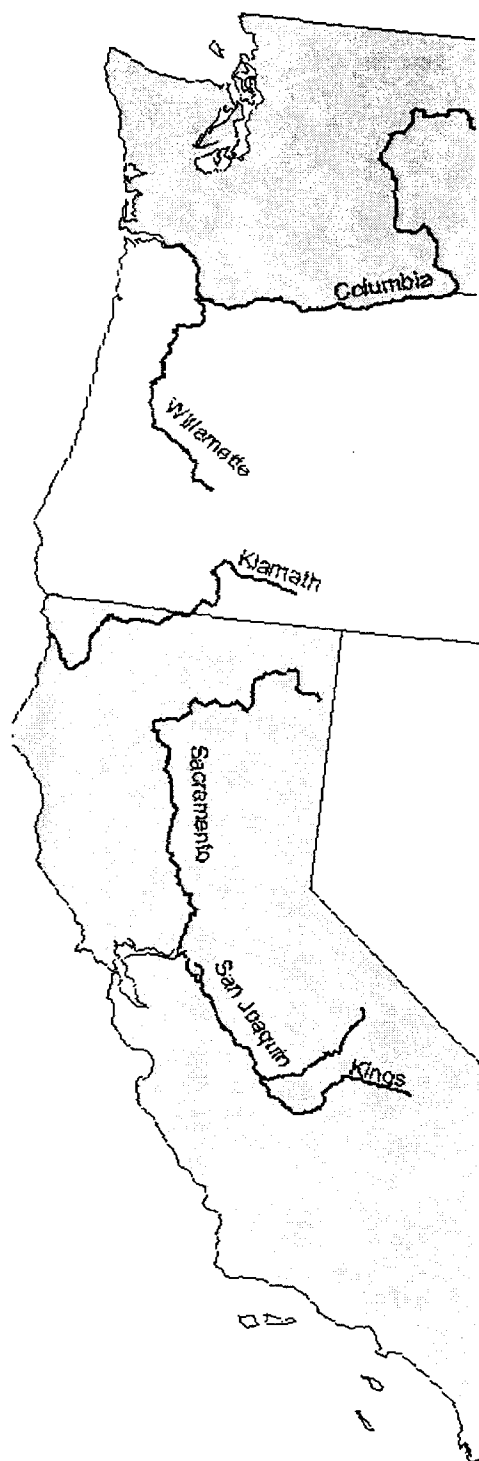 Columbia
Willamette
Klamath
Sacramento
San Joaquin
Kings